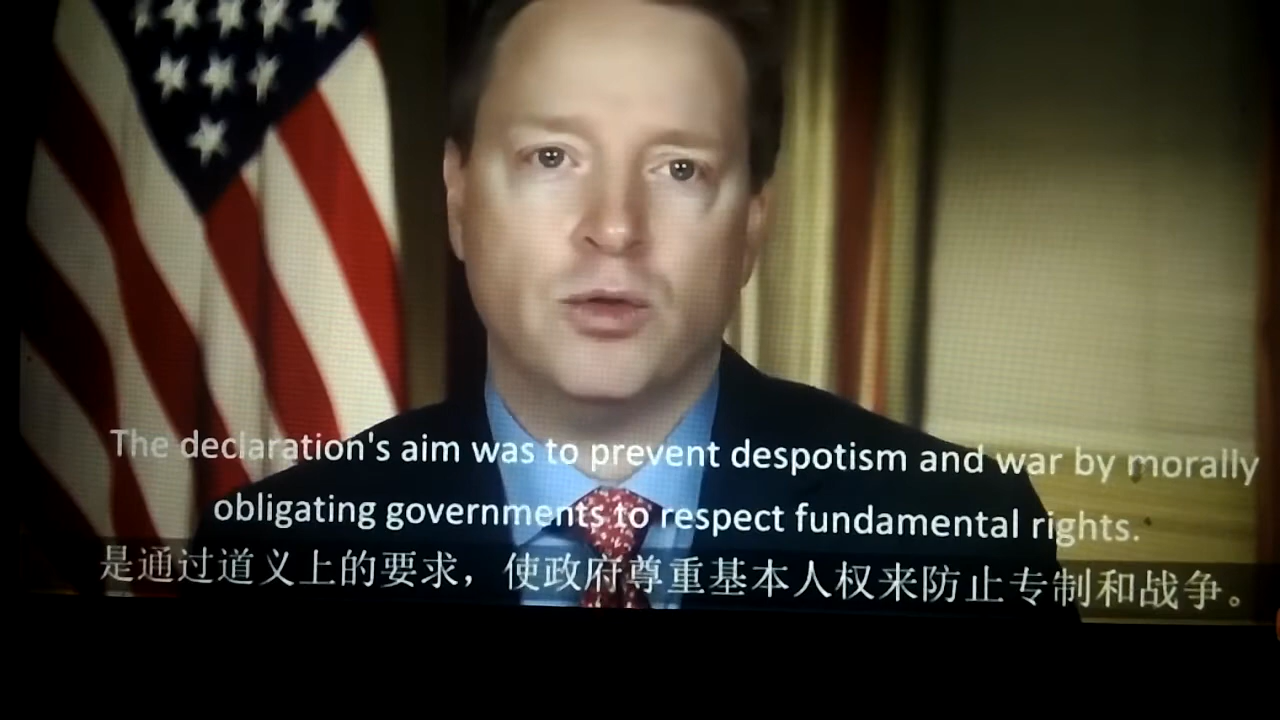 The declaration's aim was to prevent despotism and war by morally
obligating governments to respect fundamental rights.
是通过道义上的要求，使政府尊重基本人权来防止专制和战争。